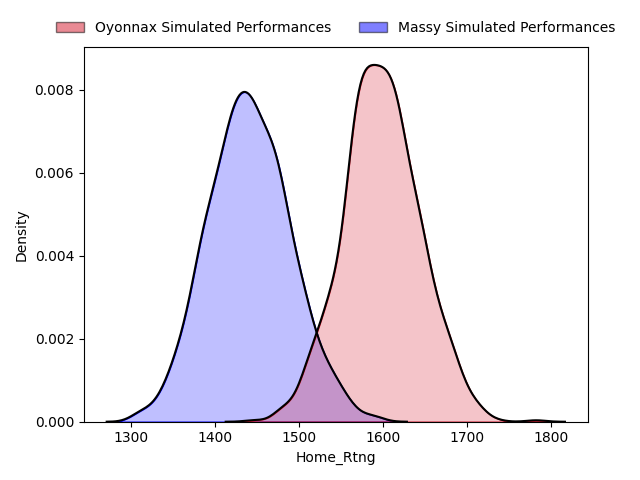 Oyonnax Simulated Performances Massy Simulated Performances
0.008
0.006
0.004
0.002
0.000
Density
1300 1400 1500 1600 1700 1800
Home_Rtng